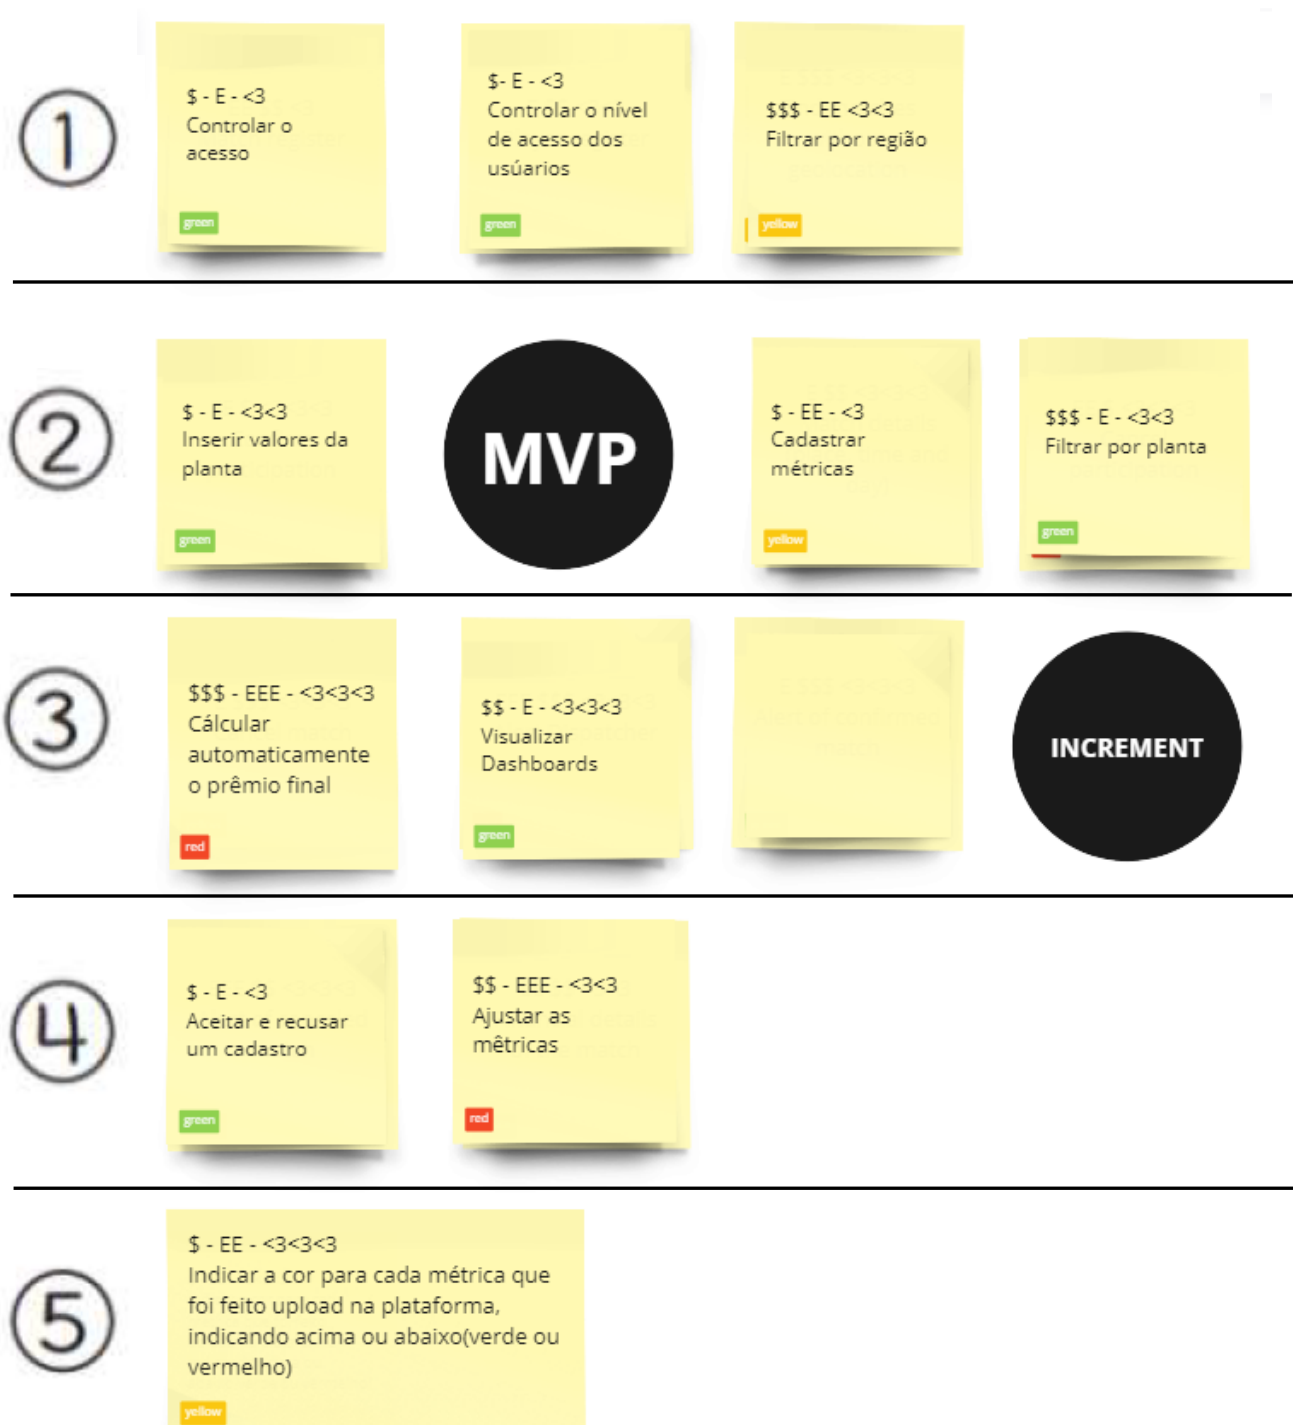 1
$ - E - <3
Controlar o
acesso
green
$- E - <3
Controlar o nível
de acesso dos
usúarios
green
$$$ - EE <3<3
Filtrar por região
yellow
2
$ - E - <3<3
Inserir valores da
planta
green
MVP
$ - EE - <3
Cadastrar
métricas
yellow
$$$ - E - <3<3
Filtrar por planta
green
3
$$$ - EEE - <3<3<3
Cálcular
automaticamente
o prêmio final
red
$$ - E - <3<3<3
Visualizar
Dashboards
green
INCREMENT
4
$ - E - <3
Aceitar e recusar
um cadastro
green
$$ - EEE - <3<3
Ajustar as
mêtricas
red
5
$ - EE - <3<3<3
Indicar a cor para cada métrica que
foi feito upload na plataforma,
indicando acima ou abaixo(verde ou
vermelho)
yellow